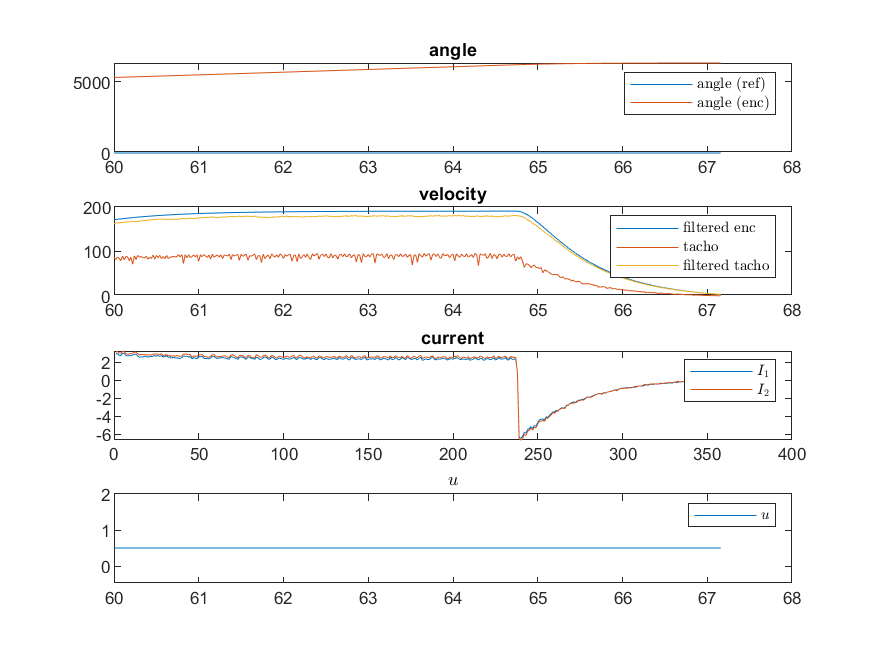 angle
5000
0
angle (ref)
angle (enc)
60 61 62 63 64 65 66 67 68
velocity
200
100
0
filtered enc
tacho
filtered tacho
60 61 62 63 64 65 66 67 68
current
2
0
-2
-4
-6
I₁
I₂
0 50 100 150 200 250 300 350 400
u
2
1
0
u
60 61 62 63 64 65 66 67 68